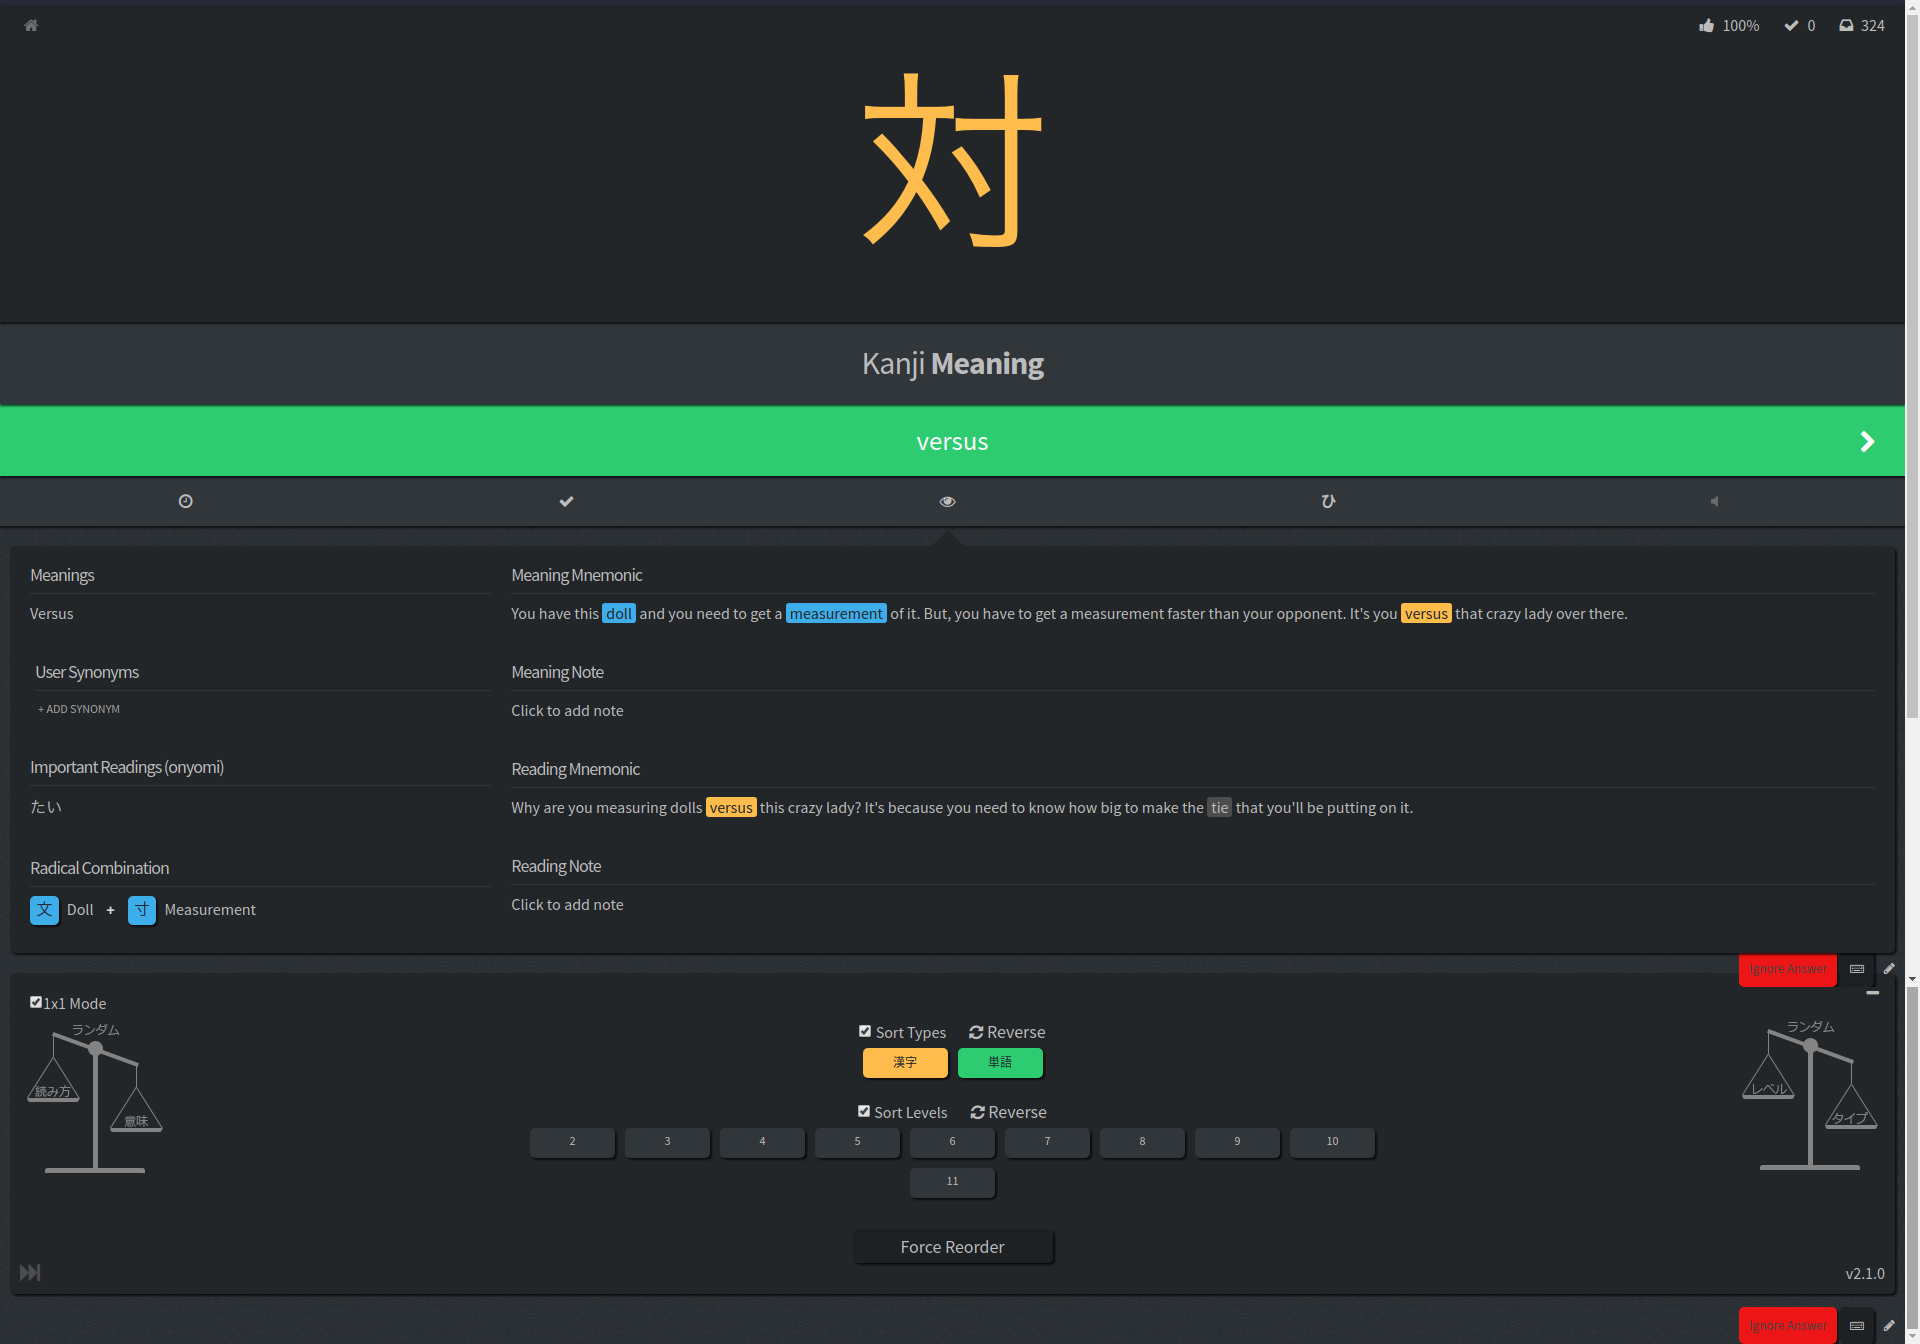 100% 0 324
対
Kanji Meaning
versus
ひ
Meanings
Versus
Meaning Mnemonic
You have this doll and you need to get a measurement of it. But, you have to get a measurement faster than your opponent. It's you versus that crazy lady over there.
User Synonyms
+ ADD SYNONYM
Meaning Note
Click to add note
Important Readings (onyomi)
たい
Reading Mnemonic
Why are you measuring dolls versus this crazy lady? It's because you need to know how big to make the tie that you'll be putting on it.
Radical Combination
文 Doll + 寸 Measurement
Reading Note
Click to add note
Ignore Answer
1x1 Mode
ランダム
読み方
意味
Sort Types Reverse
漢字 単語
Sort Levels Reverse
2 3 4 5 6 7 8 9 10
11
Force Reorder
ランダム
レベル
タイプ
v2.1.0
Ignore Answer